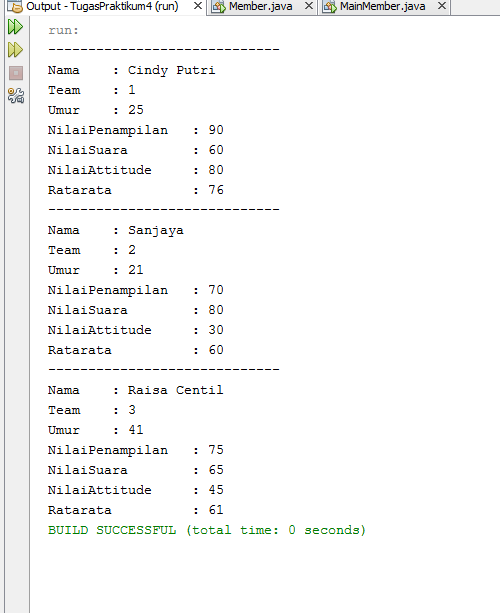 Output - TugasPraktikum4 (run) Member.java MainMember.java
run:
-----------------------------
Nama    : Cindy Putri
Team    : 1
Umur    : 25
NilaiPenampilan   : 90
NilaiSuara        : 60
NilaiAttitude     : 80
Ratarata          : 76
-----------------------------
Nama    : Sanjaya
Team    : 2
Umur    : 21
NilaiPenampilan   : 70
NilaiSuara        : 80
NilaiAttitude     : 30
Ratarata          : 60
-----------------------------
Nama    : Raisa Centil
Team    : 3
Umur    : 41
NilaiPenampilan   : 75
NilaiSuara        : 65
NilaiAttitude     : 45
Ratarata          : 61
BUILD SUCCESSFUL (total time: 0 seconds)